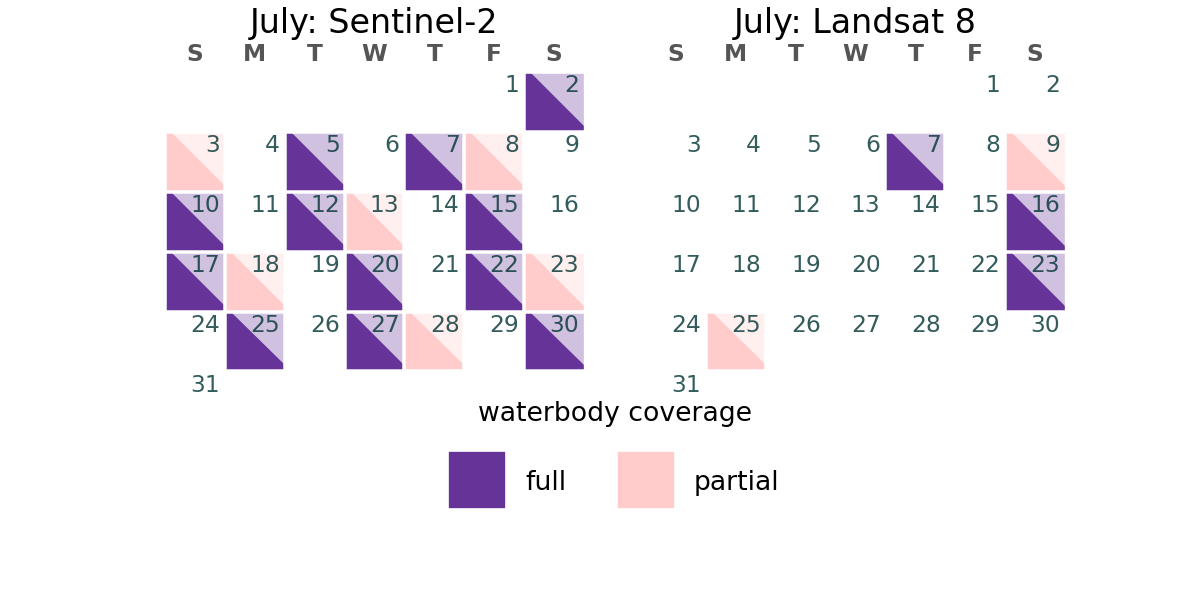 July: Sentinel-2
S M T W T F S
1 2
3 4 5 6 7 8 9
10 11 12 13 14 15 16
17 18 19 20 21 22 23
24 25 26 27 28 29 30
31
July: Landsat 8
S M T W T F S
1 2
3 4 5 6 7 8 9
10 11 12 13 14 15 16
17 18 19 20 21 22 23
24 25 26 27 28 29 30
31
waterbody coverage
full partial